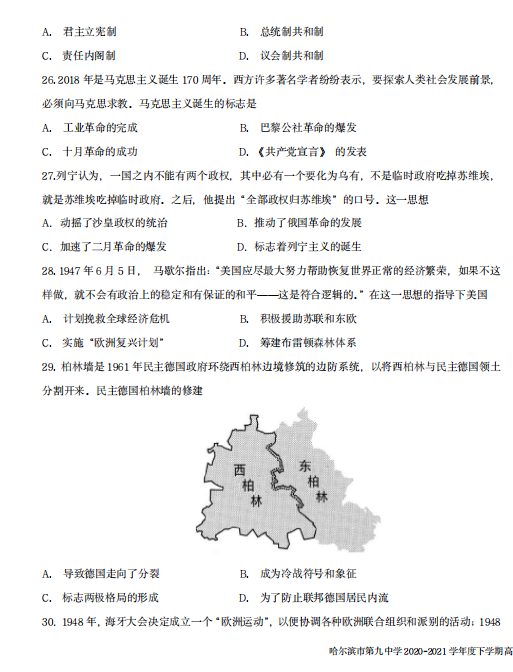 A. 君主立宪制 B. 总统制共和制
C. 责任内阁制 D. 议会制共和制
26.2018 年是马克思主义诞生 170 周年。西方许多著名学者纷纷表示，要探索人类社会发展前景，
必须向马克思求教。马克思主义诞生的标志是
A. 工业革命的完成 B. 巴黎公社革命的爆发
C. 十月革命的成功 D.《共产党宣言》 的发表
27.列宁认为，一国之内不能有两个政权，其中必有一个要化为乌有，不是临时政府吃掉苏维埃，
就是苏维埃吃掉临时政府。之后，他提出“全部政权归苏维埃”的口号。这一思想
A. 动摇了沙皇政权的统治 B. 推动了俄国革命的发展
C. 加速了二月革命的爆发 D. 标志着列宁主义的诞生
28.1947 年 6 月 5 日， 马歇尔指出：“美国应尽最大努力帮助恢复世界正常的经济繁荣，如果不这
样做，就不会有政治上的稳定和有保证的和平——这是符合逻辑的。”在这一思想的指导下美国
A. 计划挽救全球经济危机 B. 积极援助苏联和东欧
C. 实施“欧洲复兴计划” D. 筹建布雷顿森林体系
29. 柏林墙是 1961 年民主德国政府环绕西柏林边境修筑的边防系统，以将西柏林与民主德国领土
分割开来。民主德国柏林墙的修建
西柏林
东柏林
A. 导致德国走向了分裂 B. 成为冷战符号和象征
C. 标志两极格局的形成 D. 为了防止联邦德国居民内流
30. 1948 年，海牙大会决定成立一个“欧洲运动”，以便协调各种欧洲联合组织和派别的活动；1948
哈尔滨市第九中学 2020-2021 学年度下学期高